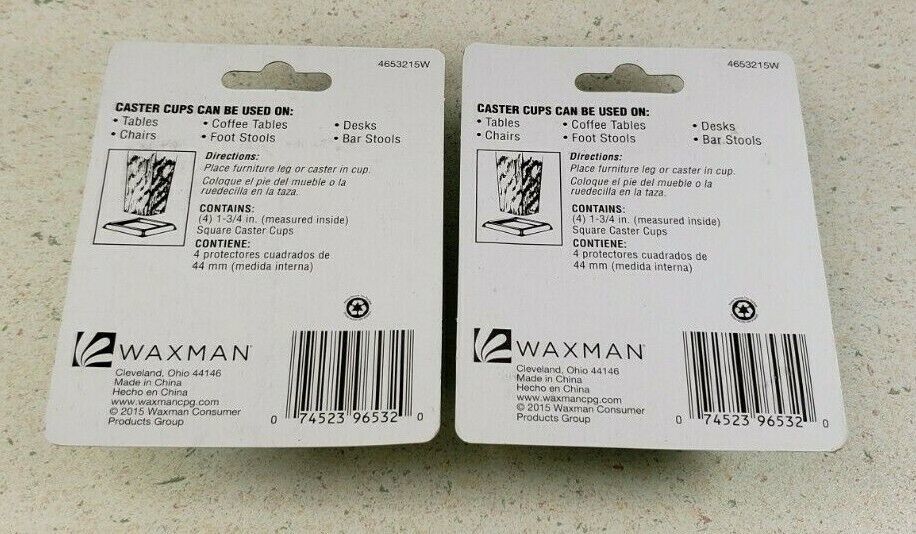 4653215W
CASTER CUPS CAN BE USED ON:
• Tables • Coffee Tables • Desks
• Chairs • Foot Stools • Bar Stools
Directions:
Place furniture leg or caster in cup.
Coloque el pie del mueble o la
ruedecilla en la taza.
CONTAINS:
(4) 1-3/4 in. (measured inside)
Square Caster Cups
CONTIENE:
4 protectores cuadrados de
44 mm (medida interna)
WAXMAN
Cleveland, Ohio 44146
Made in China
Hecho en China
www.waxmancpg.com
© 2015 Waxman Consumer
Products Group
0 74523 96532 0
4653215W
CASTER CUPS CAN BE USED ON:
• Tables • Coffee Tables • Desks
• Chairs • Foot Stools • Bar Stools
Directions:
Place furniture leg or caster in cup.
Coloque el pie del mueble o la
ruedecilla en la taza.
CONTAINS:
(4) 1-3/4 in. (measured inside)
Square Caster Cups
CONTIENE:
4 protectores cuadrados de
44 mm (medida interna)
WAXMAN
Cleveland, Ohio 44146
Made in China
Hecho en China
www.waxmancpg.com
© 2015 Waxman Consumer
Products Group
0 74523 96532 0